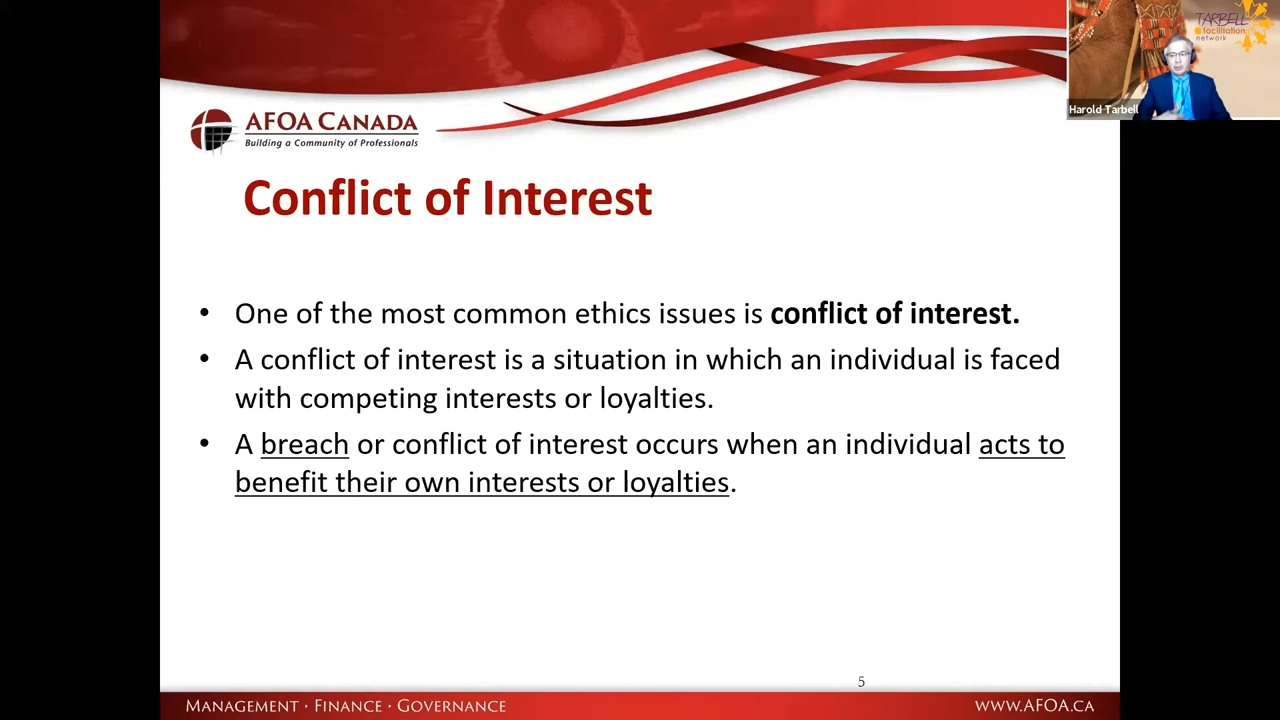 TARBELL
facilitation
network
Harold Tarbell
AFOA CANADA
Building a Community of Professionals
Conflict of Interest
• One of the most common ethics issues is conflict of interest.
• A conflict of interest is a situation in which an individual is faced
with competing interests or loyalties.
• A breach or conflict of interest occurs when an individual acts to
benefit their own interests or loyalties.
5
MANAGEMENT · FINANCE · GOVERNANCE
WWW.AFOA.CA